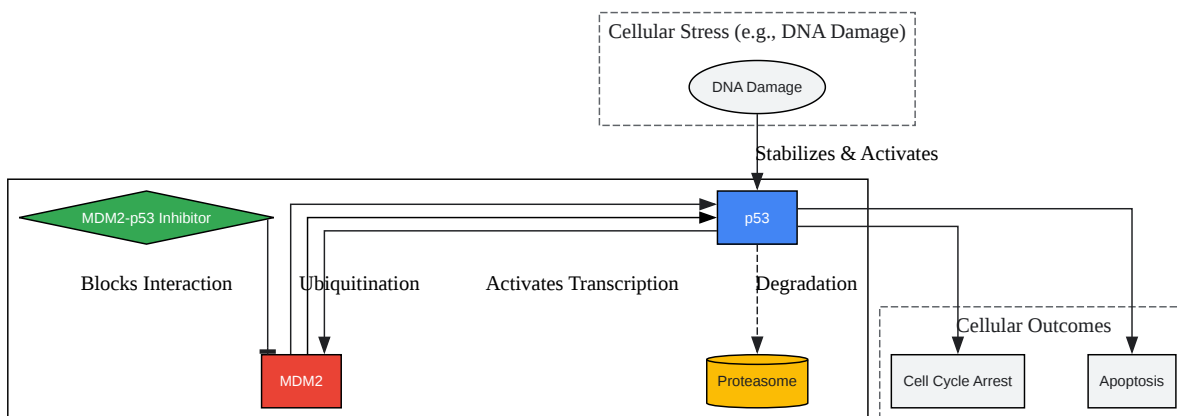 Cellular Stress (e.g., DNA Damage)
DNA Damage
Stabilizes & Activates
MDM2-p53 Inhibitor
p53
Blocks Interaction
Ubiquitination
Activates Transcription
Degradation
Cellular Outcomes
MDM2
Proteasome
Cell Cycle Arrest
Apoptosis